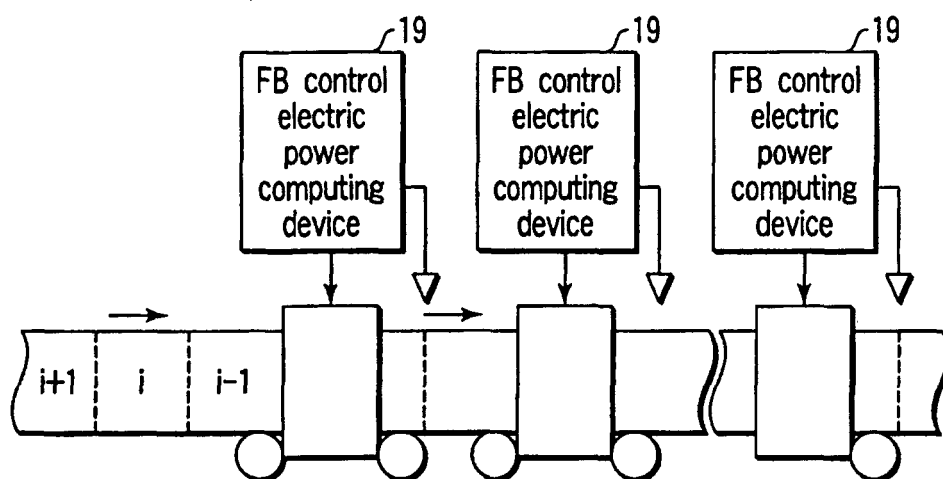 19
FB control
electric
power
computing
device
19
FB control
electric
power
computing
device
19
FB control
electric
power
computing
device
i+1
i
i-1